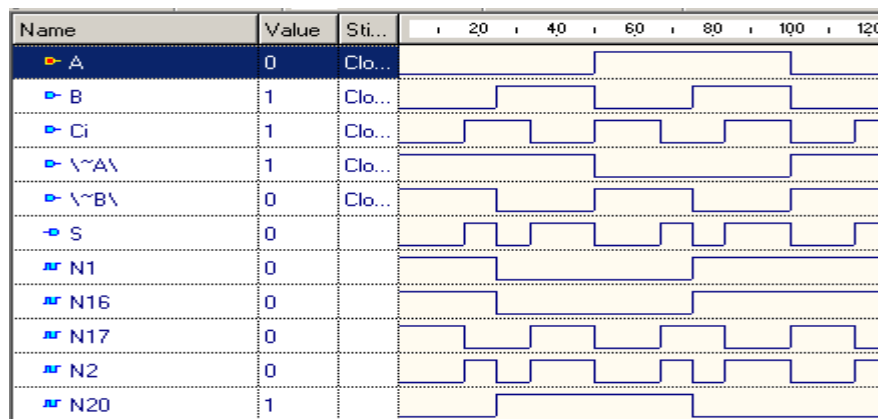 Name Value Sti... 20 40 60 80 100 120
A 0 Clo...
B 1 Clo...
Ci 1 Clo...
\~A\ 1 Clo...
\~B\ 0 Clo...
S 0
N1 0
N16 0
N17 0
N2 0
N20 1